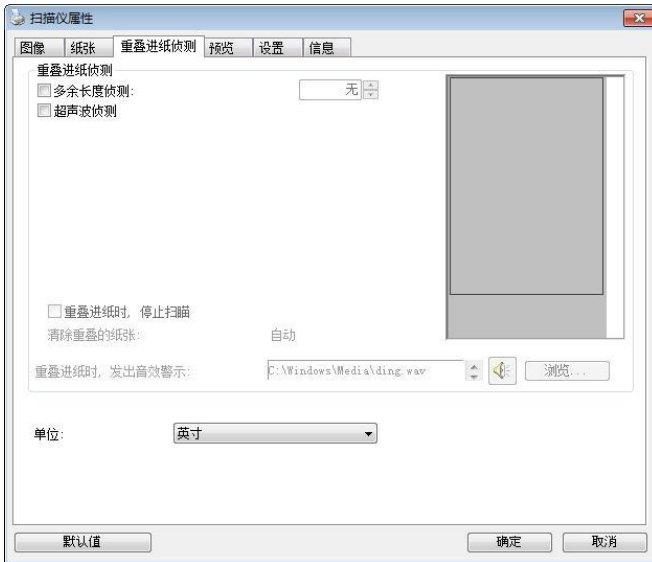 扫描仪属性
图像 纸张 重叠进纸侦测 预览 设置 信息
重叠进纸侦测
多余长度侦测: 无
超声波侦测
重叠进纸时，停止扫瞄
清除重叠的纸张: 自动
重叠进纸时，发出音效警示: C:\Windows\Media\ding.wav 浏览...
单位: 英寸
默认值 确定 取消